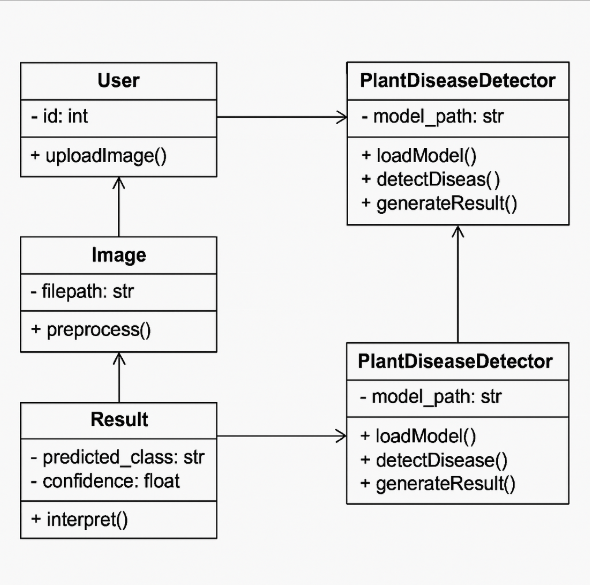 User
- id: int
+ uploadImage()
PlantDiseaseDetector
- model_path: str
+ loadModel()
+ detectDiseas()
+ generateResult()
Image
- filepath: str
+ preprocess()
Result
- predicted_class: str
- confidence: float
+ interpret()
PlantDiseaseDetector
- model_path: str
+ loadModel()
+ detectDisease()
+ generateResult()